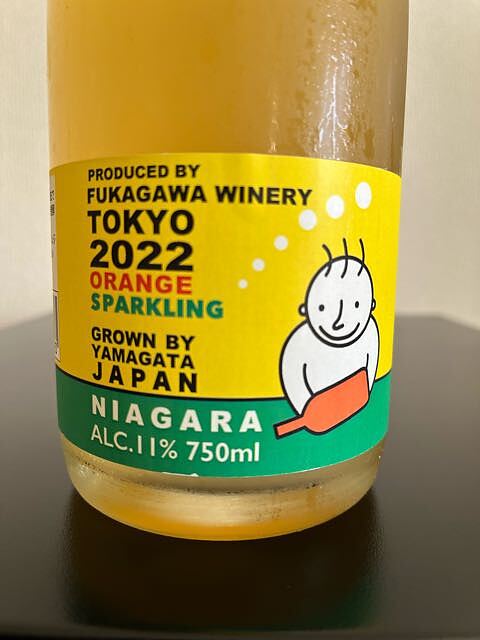 PRODUCED BY
FUKAGAWA WINERY
TOKYO
2022
ORANGE
SPARKLING
GROWN BY
YAMAGATA
JAPAN
NIAGARA
ALC.11% 750ml